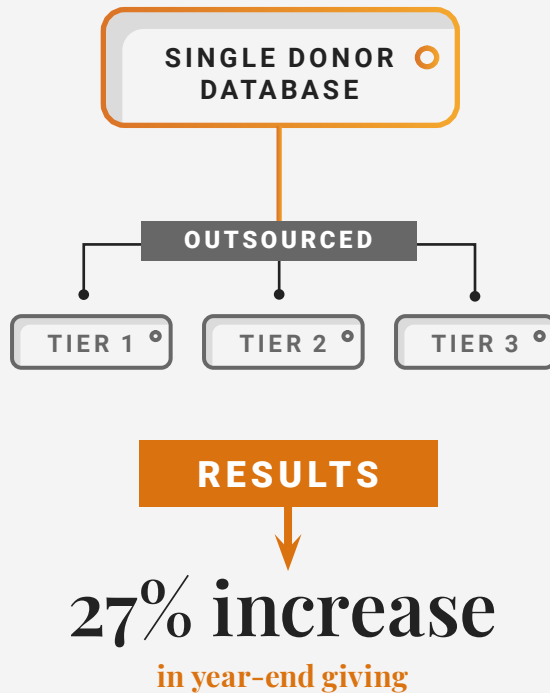 SINGLE DONOR
DATABASE
OUTSOURCED
TIER 1
TIER 2
TIER 3
RESULTS
27% increase
in year-end giving